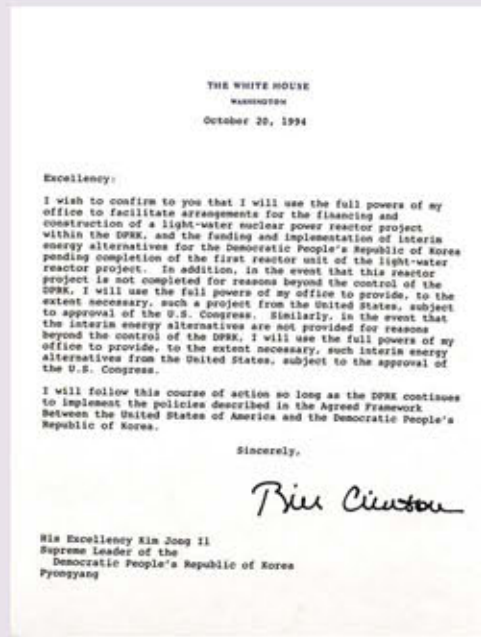 THE WHITE HOUSE
WASHINGTON
October 20, 1994
Excellency:
I wish to confirm to you that I will use the full powers of my
office to facilitate arrangements for the financing and
construction of a light-water nuclear power reactor project
within the DPRK, and the funding and implementation of interim
energy alternatives for the Democratic People's Republic of Korea
pending completion of the first reactor unit of the light-water
reactor project. In addition, in the event that this reactor
project is not completed for reasons beyond the control of the
DPRK, I will use the full powers of my office to provide, to the
extent necessary, such a project from the United States, subject
to approval of the U.S. Congress. Similarly, in the event that
the interim energy alternatives are not provided for reasons
beyond the control of the DPRK, I will use the full powers of my
office to provide, to the extent necessary, such interim energy
alternatives from the United States, subject to the approval of
the U.S. Congress.
I will follow this course of action so long as the DPRK continues
to implement the policies described in the Agreed Framework
Between the United States of America and the Democratic People's
Republic of Korea.
Sincerely,
Bill Clinton
His Excellency Kim Jong Il
Supreme Leader of the
Democratic People's Republic of Korea
Pyongyang